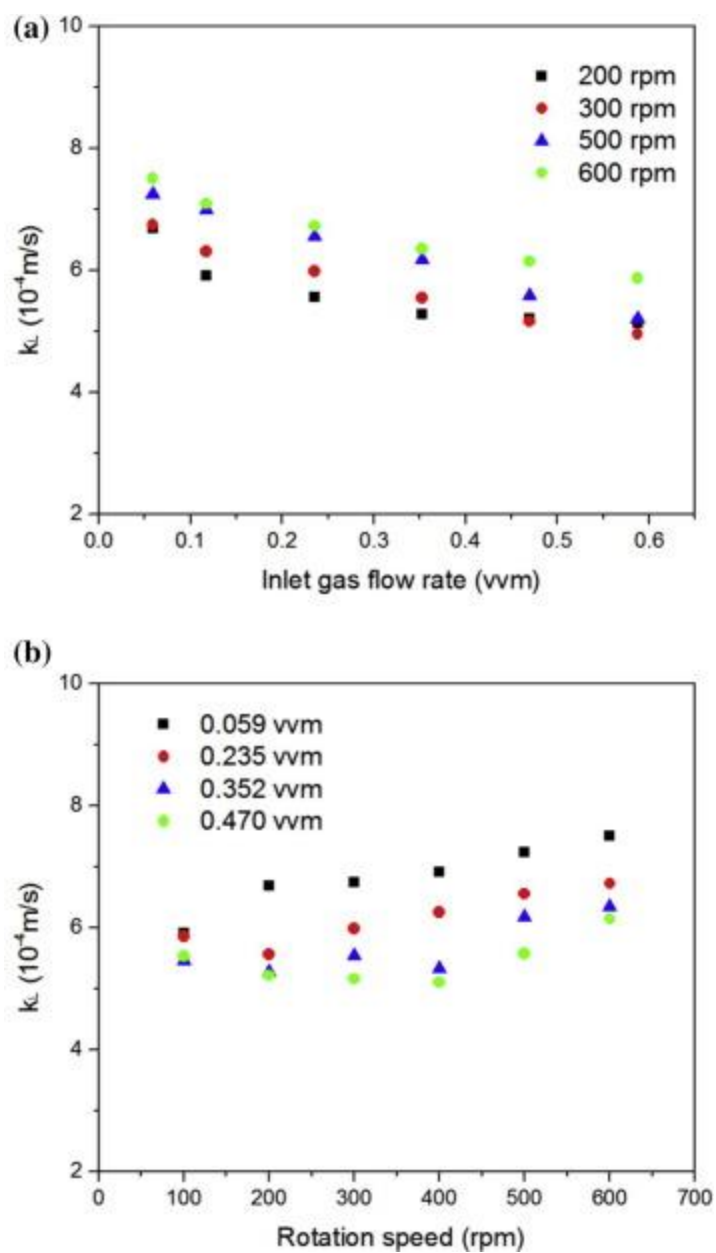 (a)
10
8
6
4
2
kL (10-4m/s)
200 rpm
300 rpm
500 rpm
600 rpm
0.0 0.1 0.2 0.3 0.4 0.5 0.6
Inlet gas flow rate (vvm)
(b)
10
8
6
4
2
kL (10-4m/s)
0.059 vvm
0.235 vvm
0.352 vvm
0.470 vvm
0 100 200 300 400 500 600 700
Rotation speed (rpm)